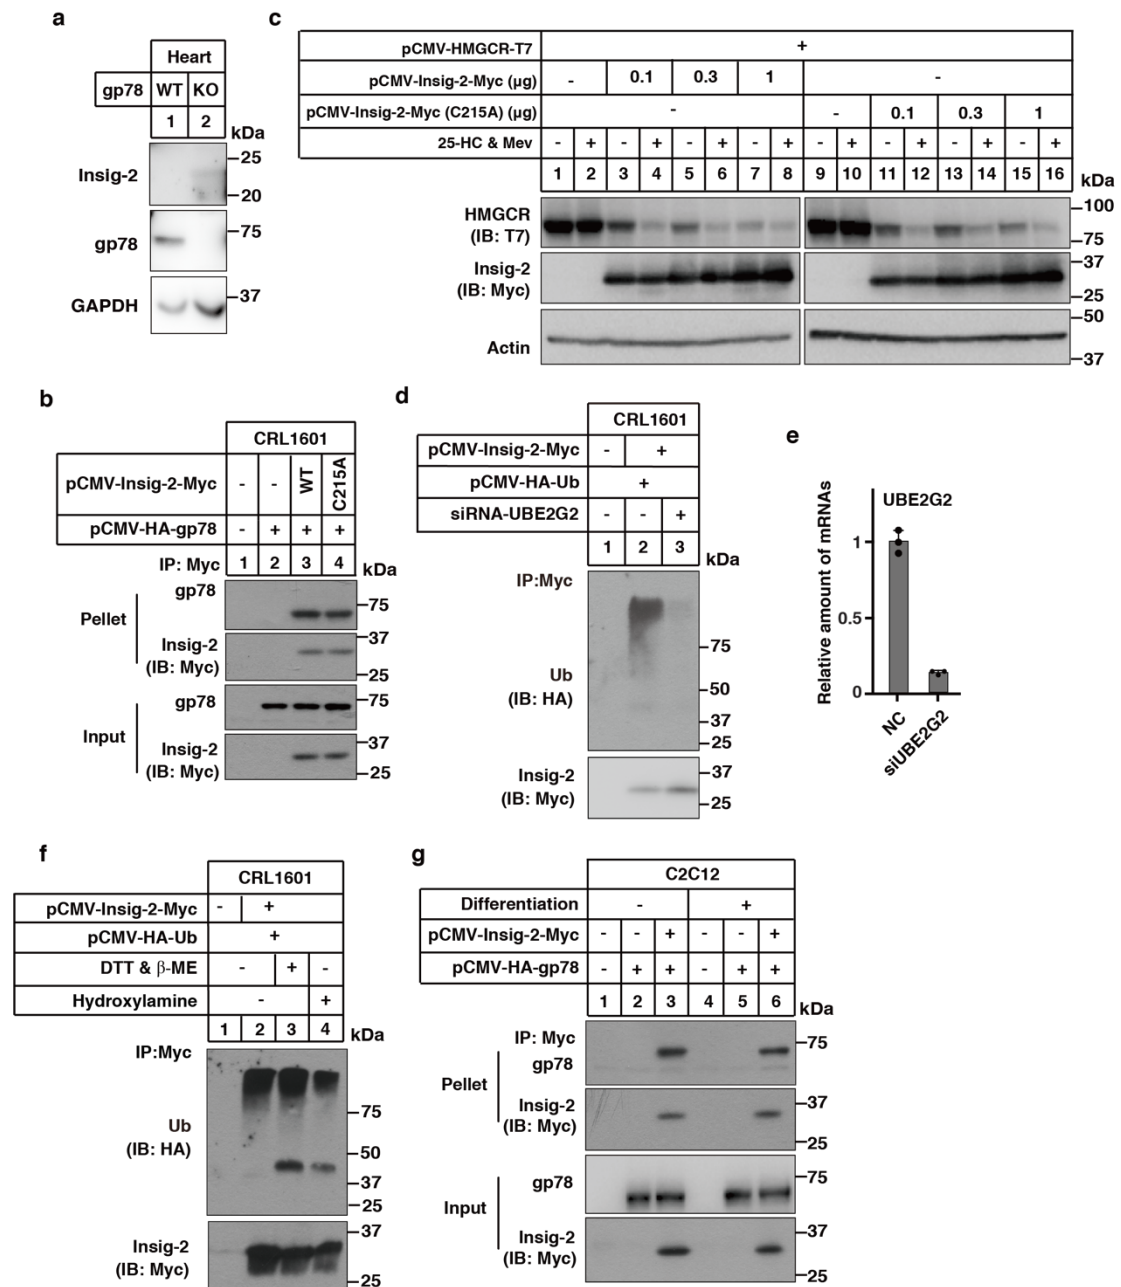 a
Heart
gp78 WT KO
1 2
kDa
Insig-2
25
20
gp78
75
GAPDH
37
c
pCMV-HMGCR-T7 +
pCMV-Insig-2-Myc (µg) - 0.1 0.3 1 -
pCMV-Insig-2-Myc (C215A) (µg) - - 0.1 0.3 1
25-HC & Mev - + - + - + - + - + - + - + - +
1 2 3 4 5 6 7 8 9 10 11 12 13 14 15 16
kDa
HMGCR
(IB: T7)
100
75
Insig-2
(IB: Myc)
37
25
Actin
50
37
b
CRL1601
pCMV-Insig-2-Myc - - WT C215A
pCMV-HA-gp78 - + + +
IP: Myc 1 2 3 4 kDa
Pellet
gp78
75
Insig-2
(IB: Myc)
37
25
Input
gp78
75
Insig-2
(IB: Myc)
37
25
d
CRL1601
pCMV-Insig-2-Myc - +
pCMV-HA-Ub +
siRNA-UBE2G2 - - +
1 2 3 kDa
IP:Myc
Ub
(IB: HA)
75
50
37
25
Insig-2
(IB: Myc)
37
25
e
UBE2G2
Relative amount of mRNAs
1
0.5
0
NC
siUBE2G2
f
CRL1601
pCMV-Insig-2-Myc - +
pCMV-HA-Ub +
DTT & β-ME - + -
Hydroxylamine - +
1 2 3 4 kDa
IP:Myc
Ub
(IB: HA)
75
50
37
25
Insig-2
(IB: Myc)
37
25
g
C2C12
Differentiation - +
pCMV-Insig-2-Myc - - + - - +
pCMV-HA-gp78 - + + - + +
1 2 3 4 5 6 kDa
IP: Myc
Pellet
gp78
75
Insig-2
(IB: Myc)
37
25
Input
gp78
75
Insig-2
(IB: Myc)
37
25